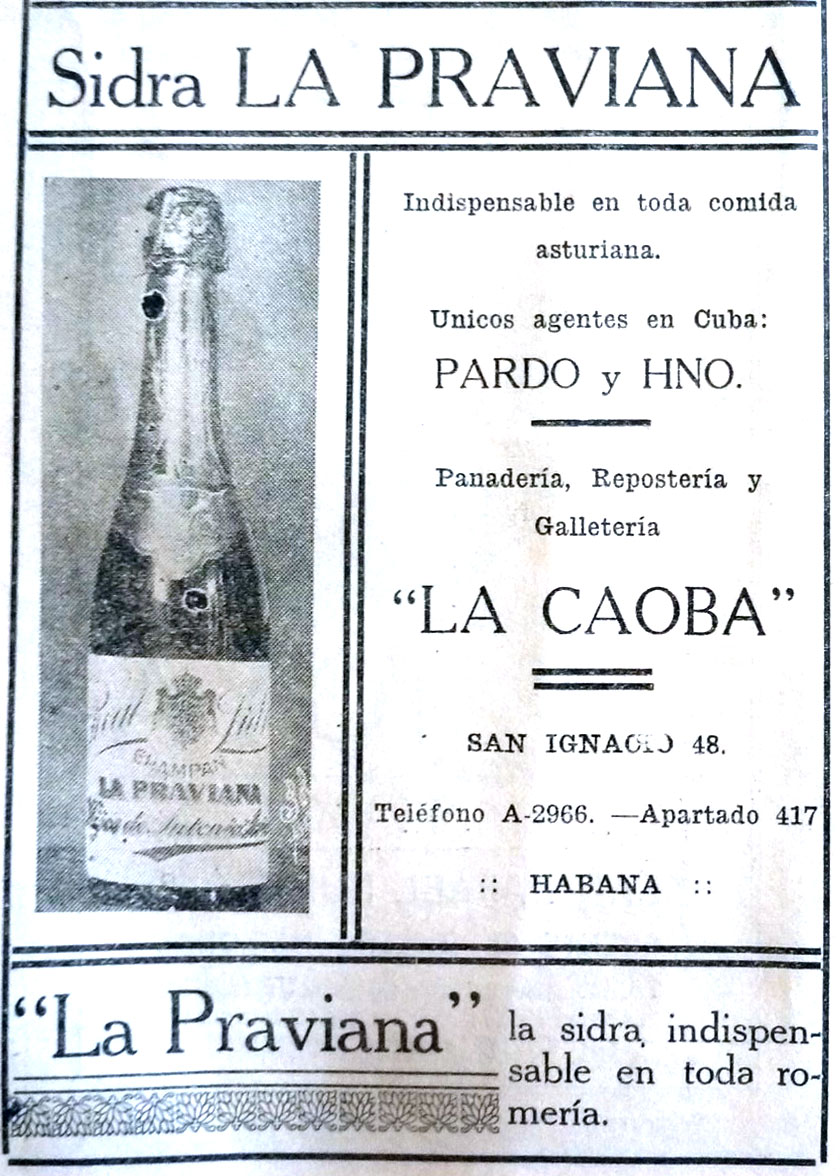 Sidra LA PRAVIANA
Real Sidra
CHAMPAN
LA PRAVIANA
Indispensable en toda comida
asturiana.
Unicos agentes en Cuba:
PARDO y HNO.
Panadería, Repostería y
Galletería
“LA CAOBA”
SAN IGNACIO 48.
Teléfono A-2966. —Apartado 417
:: HABANA ::
“La Praviana”
la sidra indispen-
sable en toda ro-
mería.